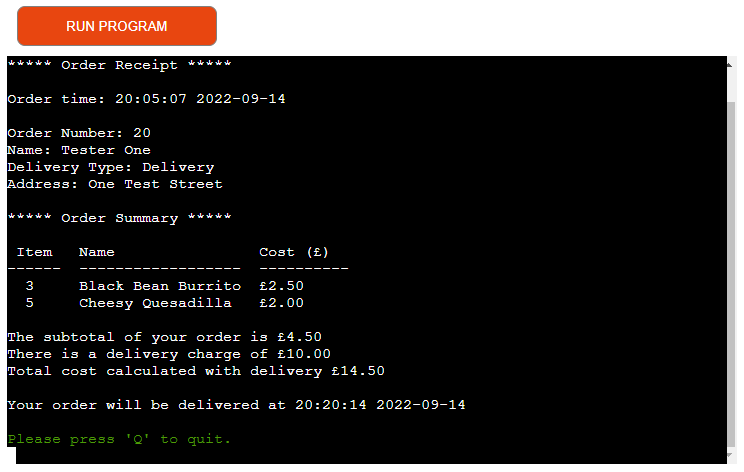 RUN PROGRAM
***** Order Receipt *****
Order time: 20:05:07 2022-09-14
Order Number: 20
Name: Tester One
Delivery Type: Delivery
Address: One Test Street
***** Order Summary *****
Item   Name                Cost (£)
------  ------------------  ----------
3     Black Bean Burrito  £2.50
5     Cheesy Quesadilla   £2.00
The subtotal of your order is £4.50
There is a delivery charge of £10.00
Total cost calculated with delivery £14.50
Your order will be delivered at 20:20:14 2022-09-14
Please press 'Q' to quit.